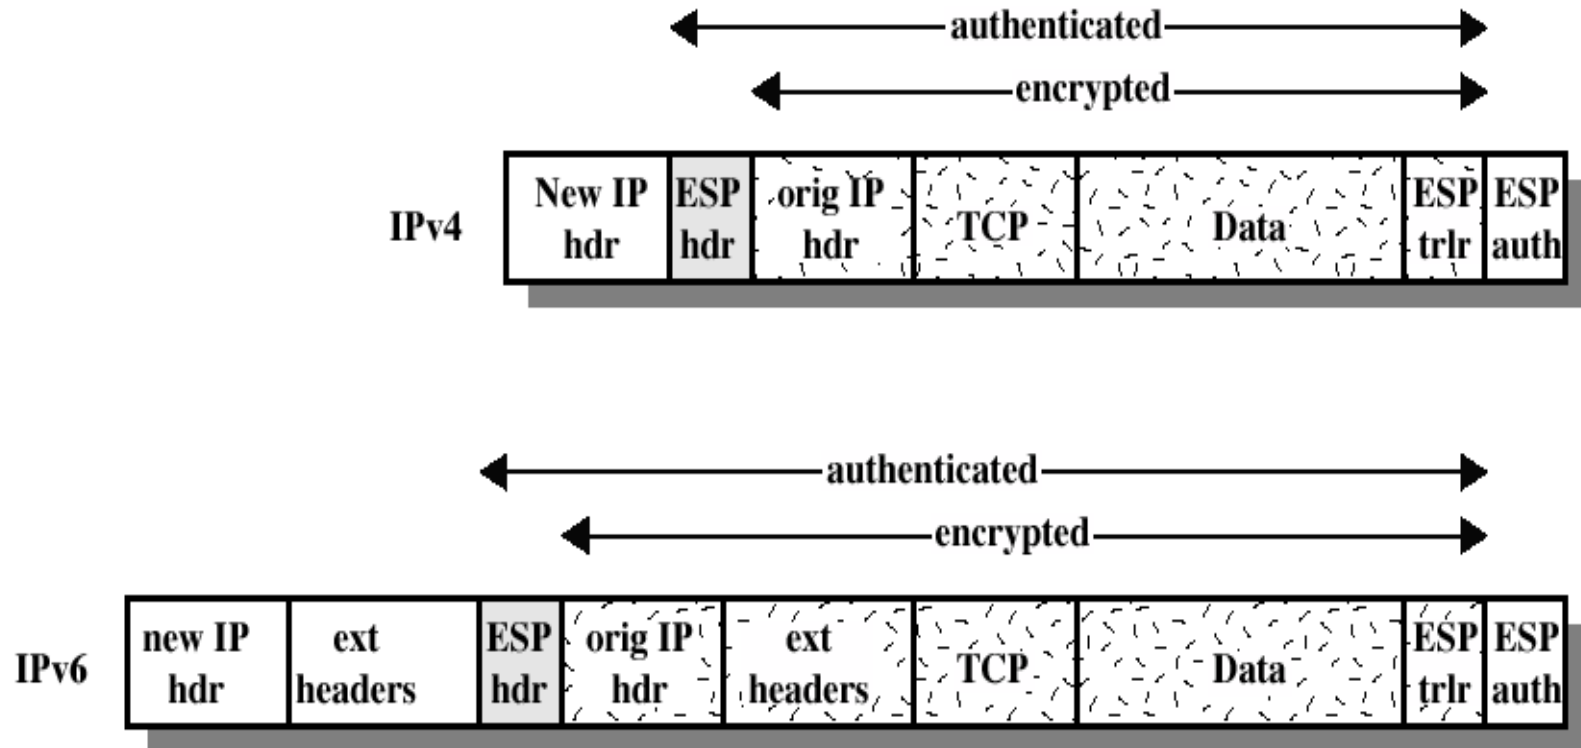 authenticated
encrypted
IPv4
New IP
hdr
ESP
hdr
orig IP
hdr
TCP
Data
ESP
trlr
ESP
auth
authenticated
encrypted
IPv6
new IP
hdr
ext
headers
ESP
hdr
orig IP
hdr
ext
headers
TCP
Data
ESP
trlr
ESP
auth